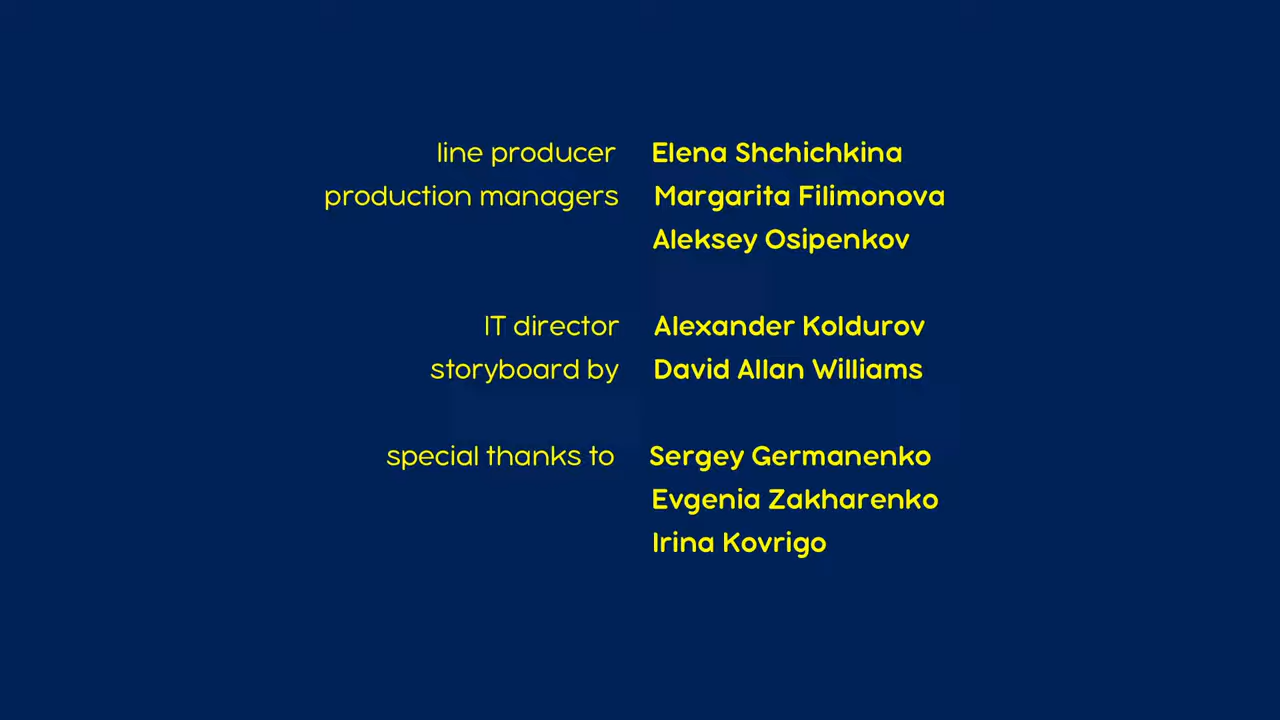 line producer Elena Shchichkina
production managers Margarita Filimonova
Aleksey Osipenkov
IT director Alexander Koldurov
storyboard by David Allan Williams
special thanks to Sergey Germanenko
Evgenia Zakharenko
Irina Kovrigo